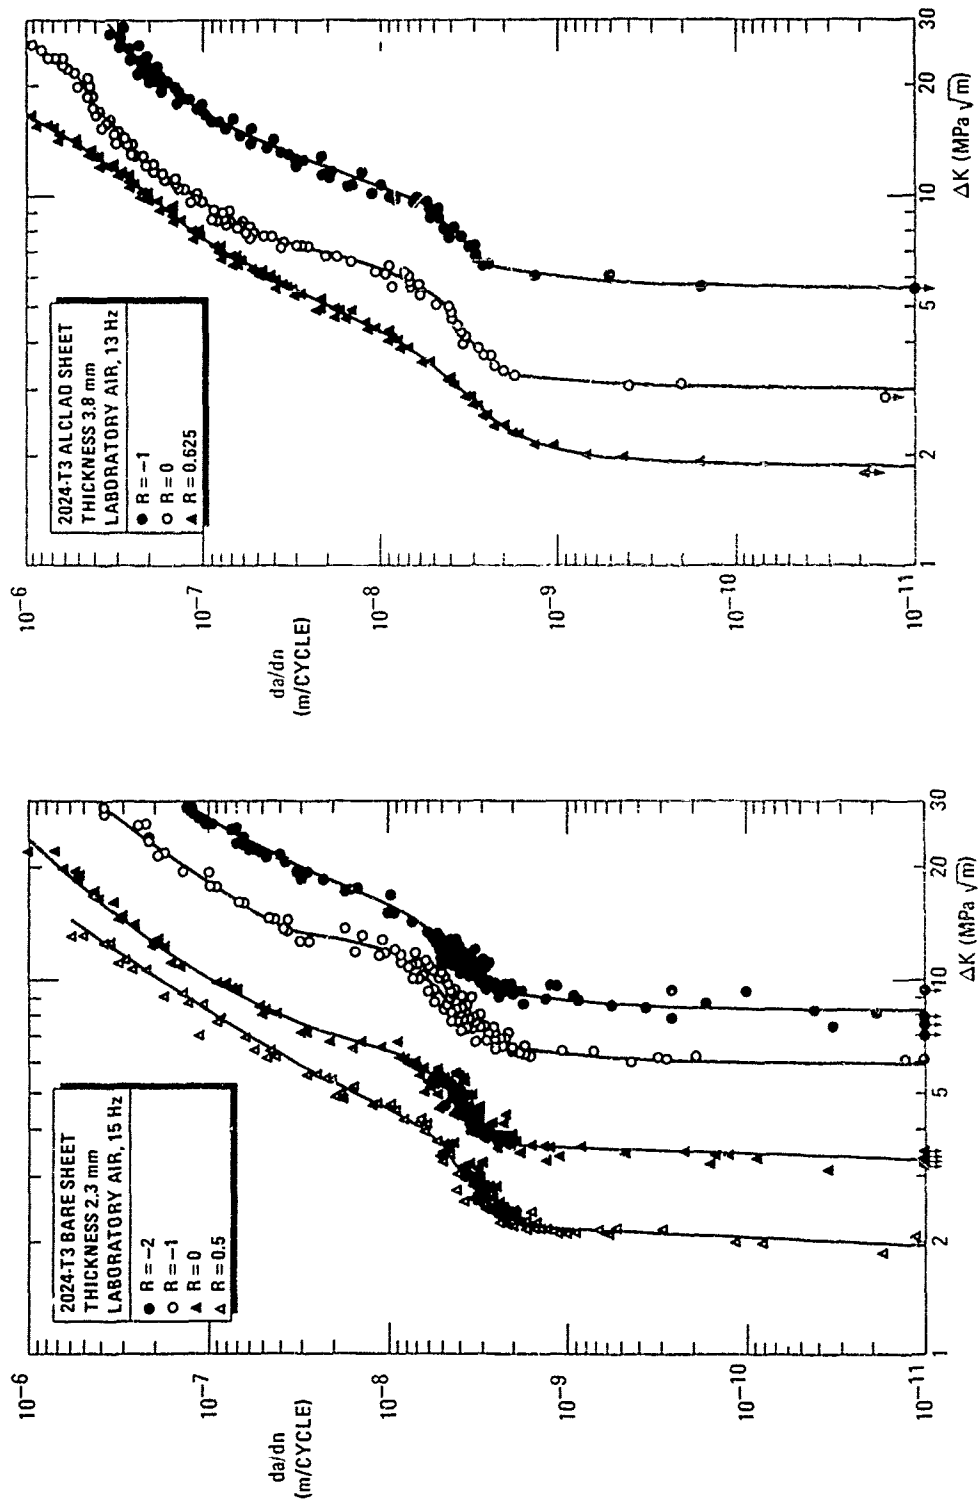 10−6
10−7
da/dn
(m/CYCLE)
10−8
10−9
10−10
10−11
2024-T3 BARE SHEET
THICKNESS 2.3 mm
LABORATORY AIR, 15 Hz
● R = −2
○ R = −1
▲ R = 0
△ R = 0.5
1
2
5
10
20
30
ΔK (MPa √m)
10−6
10−7
da/dn
(m/CYCLE)
10−8
10−9
10−10
10−11
2024-T3 ALCLAD SHEET
THICKNESS 3.8 mm
LABORATORY AIR, 13 Hz
● R = −1
○ R = 0
▲ R = 0.625
1
2
5
10
20
30
ΔK (MPa √m)